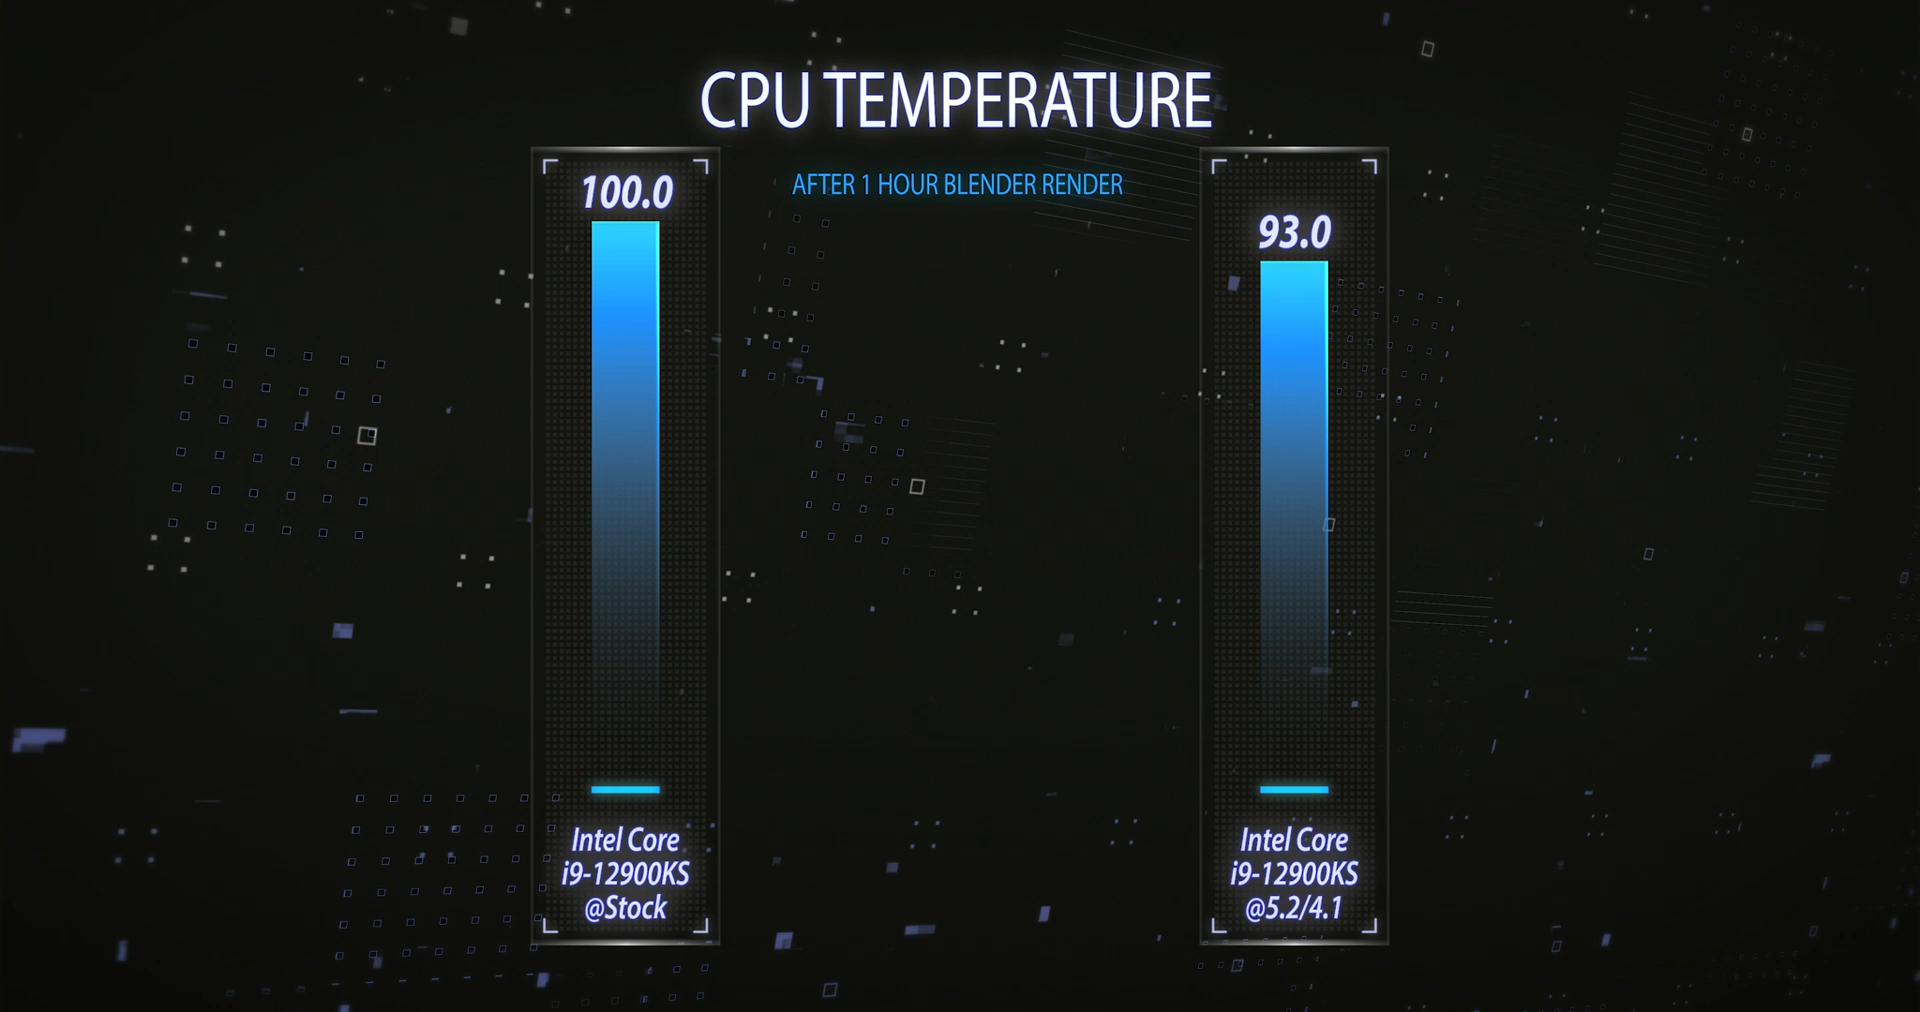 CPU TEMPERATURE
AFTER 1 HOUR BLENDER RENDER
100.0
Intel Core
i9-12900KS
@Stock
93.0
Intel Core
i9-12900KS
@5.2/4.1